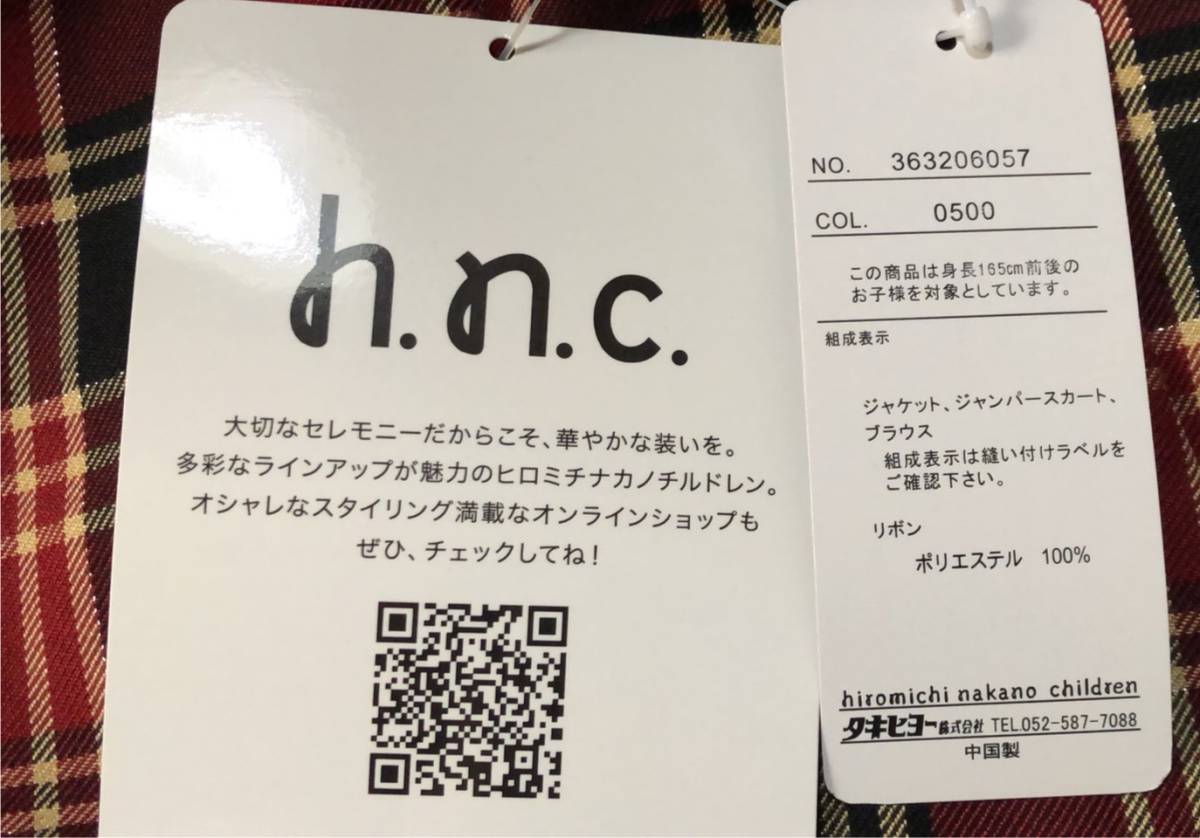 h.n.c.
大切なセレモニーだからこそ、華やかな装いを。
多彩なラインアップが魅力のヒロミチナカノチルドレン。
オシャレなスタイリング満載なオンラインショップも
ぜひ、チェックしてね！
NO. 363206057
COL. 0500
この商品は身長165cm前後の
お子様を対象としています。
組成表示
ジャケット、ジャンパースカート、
ブラウス
組成表示は縫い付けラベルを
ご確認下さい。
リボン
ポリエステル 100%
hiromichi nakano children
タキヒヨー株式会社 TEL.052-587-7088
中国製